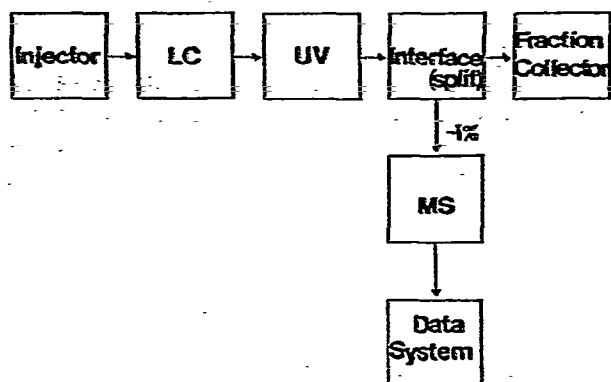 Injector
LC
UV
Interface
(split)
Fraction
Collector
~1%
MS
Data
System